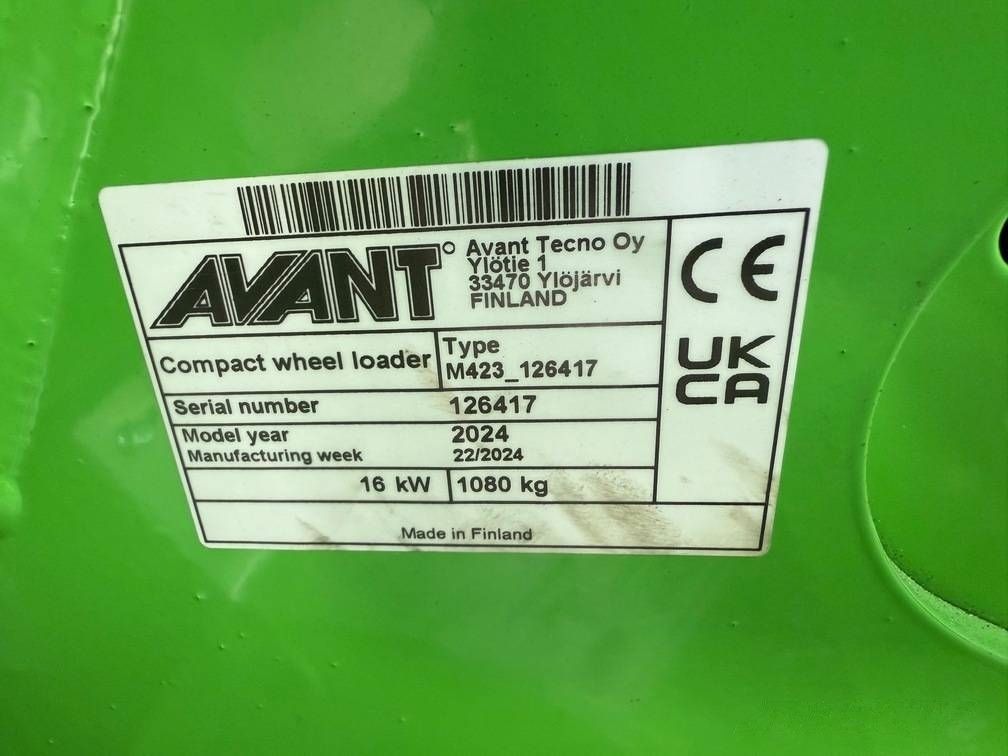 AVANT
Avant Tecno Oy
Ylötie 1
33470 Ylöjärvi
FINLAND
CE
UK
CA
Compact wheel loader
Type
M423_126417
Serial number 126417
Model year 2024
Manufacturing week 22/2024
16 kW 1080 kg
Made in Finland